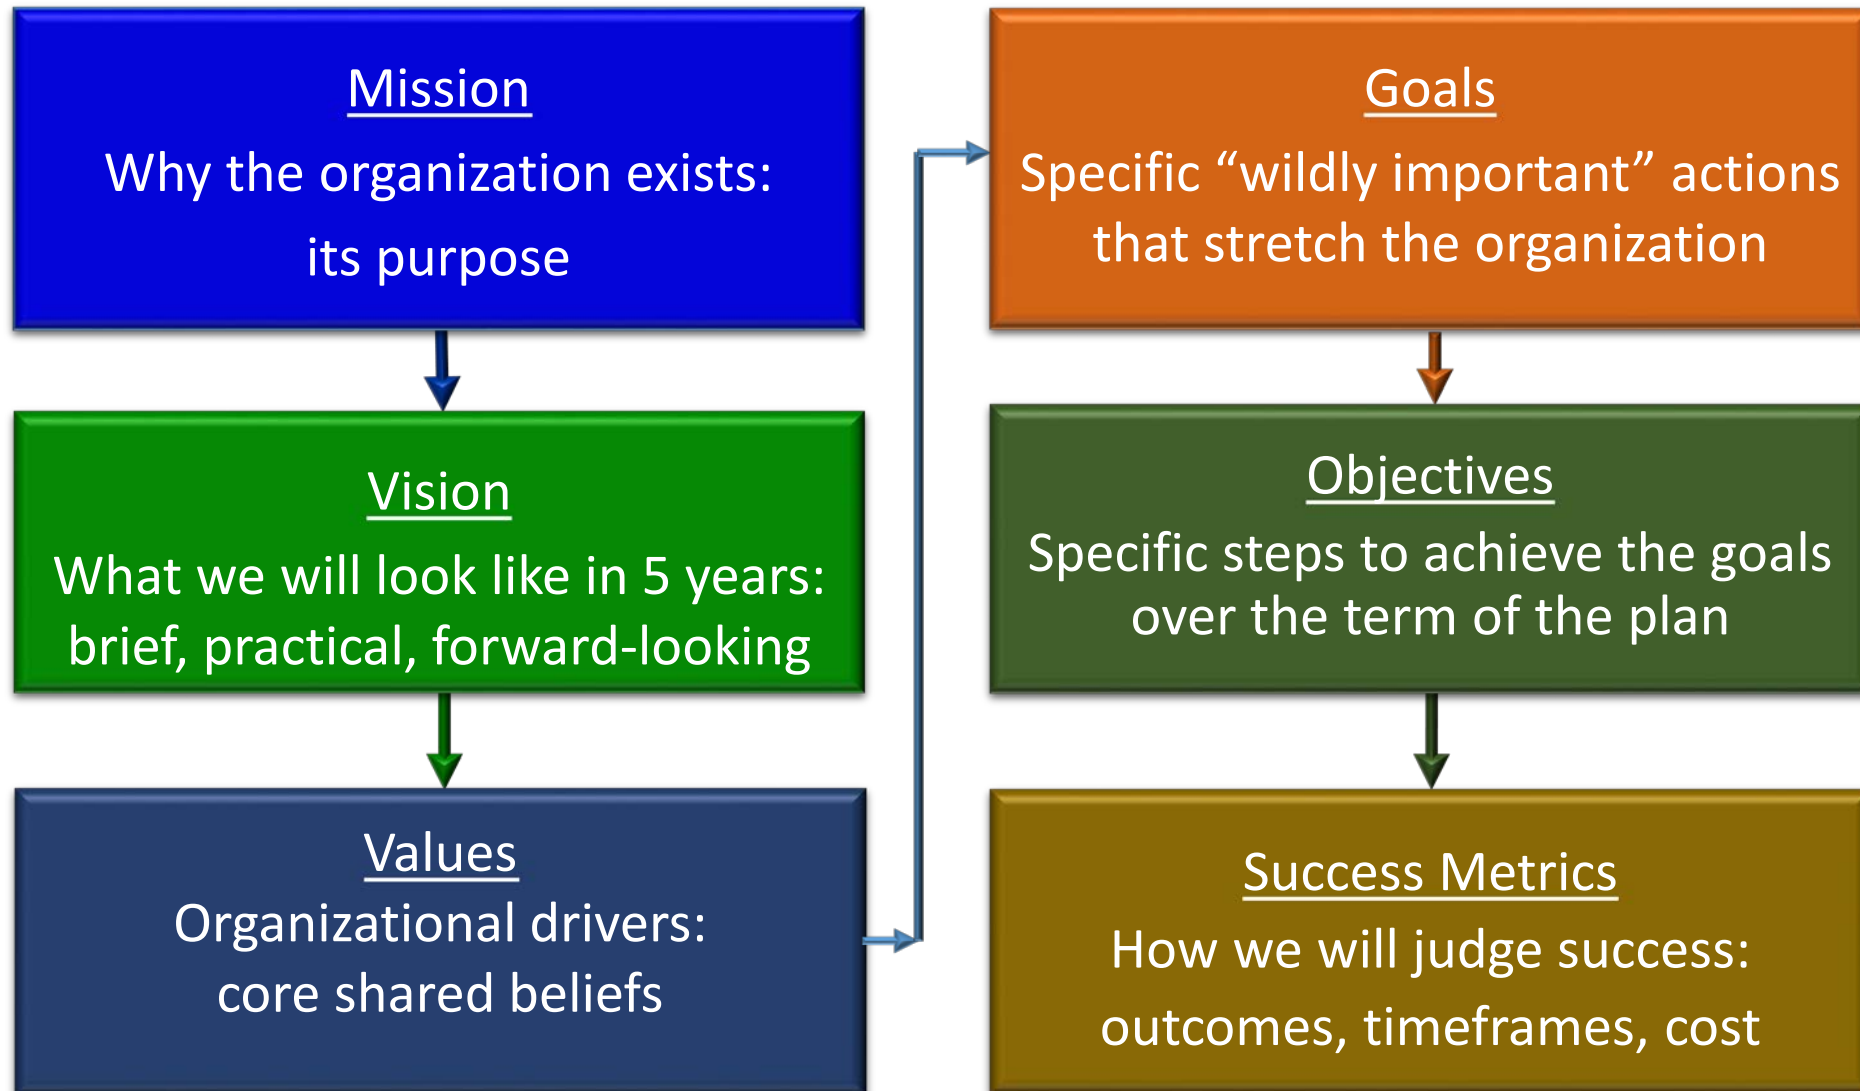 Mission
Why the organization exists:
its purpose
Vision
What we will look like in 5 years:
brief, practical, forward-looking
Values
Organizational drivers:
core shared beliefs
Goals
Specific “wildly important” actions
that stretch the organization
Objectives
Specific steps to achieve the goals
over the term of the plan
Success Metrics
How we will judge success:
outcomes, timeframes, cost